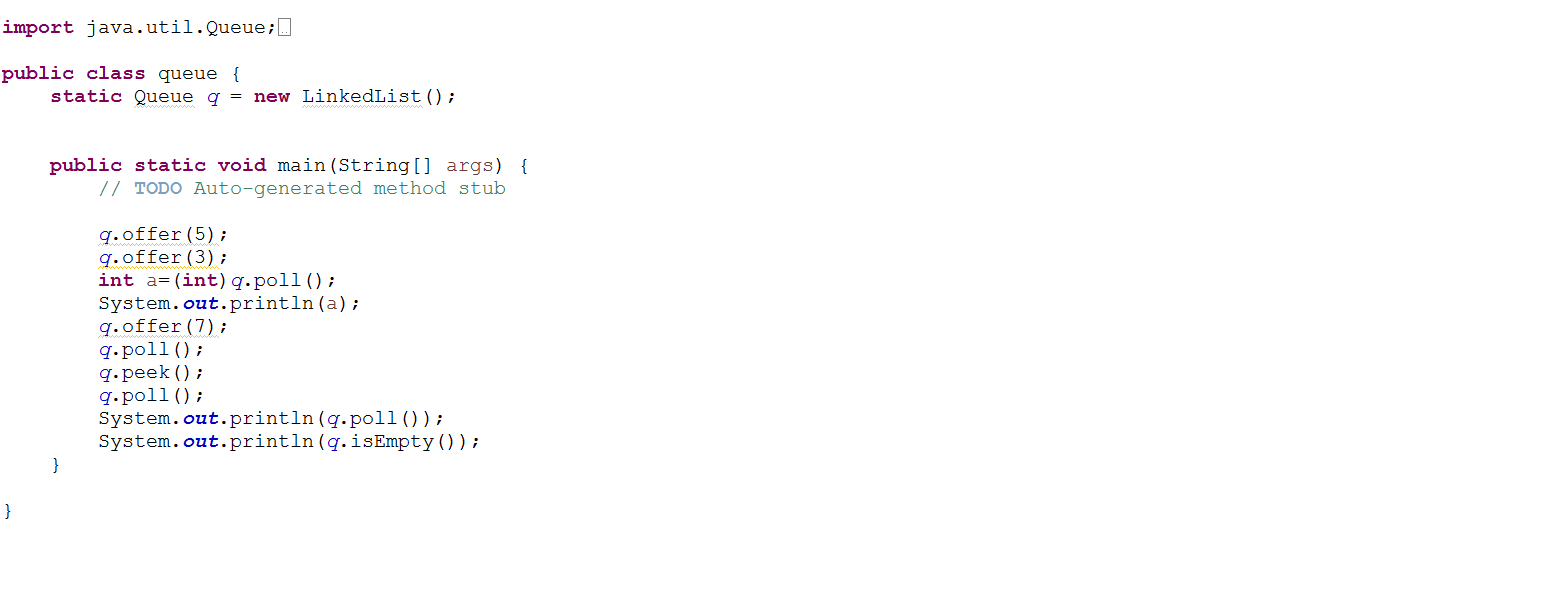 import java.util.Queue;
public class queue {
static Queue q = new LinkedList();
public static void main(String[] args) {
// TODO Auto-generated method stub
q.offer(5);
q.offer(3);
int a=(int)q.poll();
System.out.println(a);
q.offer(7);
q.poll();
q.peek();
q.poll();
System.out.println(q.poll());
System.out.println(q.isEmpty());
}
}